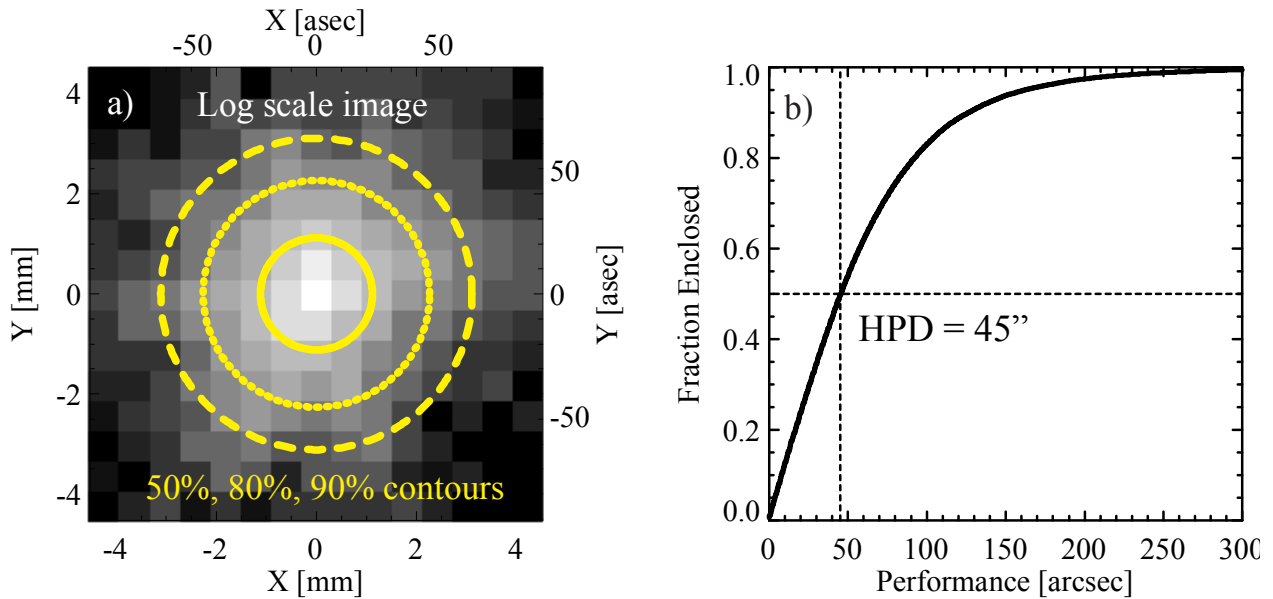 X [asec]
-50 0 50
a) Log scale image
4
2
0
-2
-4
Y [mm]
50
0
-50
Y [asec]
50%, 80%, 90% contours
-4 -2 0 2 4
X [mm]
b)
1.0
0.8
0.6
0.4
0.2
0.0
Fraction Enclosed
HPD = 45”
0 50 100 150 200 250 300
Performance [arcsec]